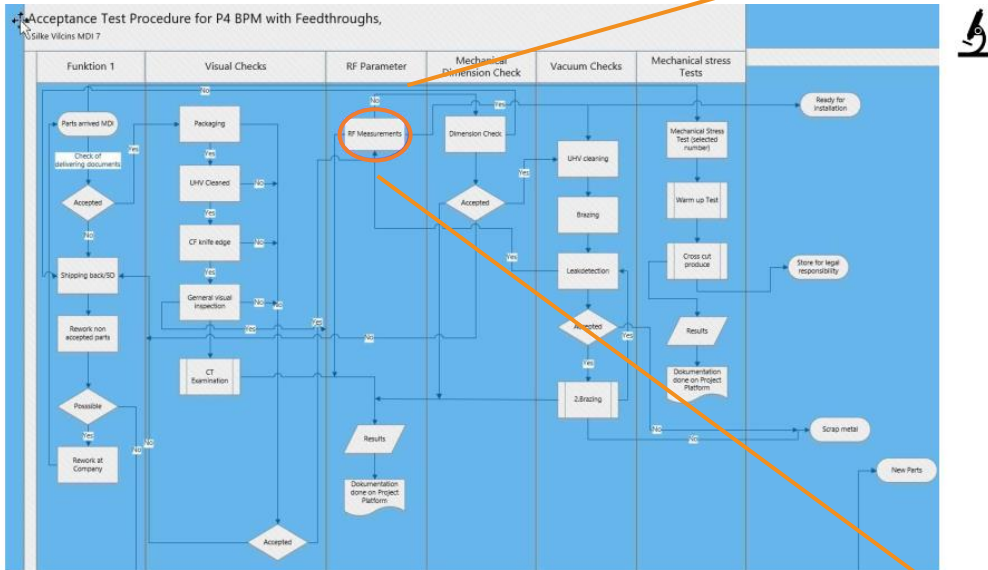 Acceptance Test Procedure for P4 BPM with Feedthroughs,
Silke Vilcins MDI 7
Funktion 1
Visual Checks
RF Parameter
Mechanical
Dimension Check
Vacuum Checks
Mechanical stress
Tests
Parts arrived MDI
Yes
Check of
delivering documents
Accepted
No
Shipping back/SD
Rework non
accepted parts
Posssible
Yes
Rework at
Company
No
No
No
Packaging
Yes
UHV Cleaned
No
Yes
CF knife edge
No
Yes
Gerneral visual
inspection
No
No
Yes
Yes
CT
Examination
Accepted
No
RF Measurements
No
Results
Dokumentation
done on Project
Platform
Yes
Dimension Check
Yes
Accepted
UHV cleaning
Brazing
Leakdetection
Accepted
Yes
Yes
2.Brazing
Mechanical Stress
Test (selected
number)
Warm up Test
Cross cut
produce
Results
Dokumentation
done on Project
Platform
No
No
Ready for
Installation
Store for legal
responsibility
Scrap metal
New Parts